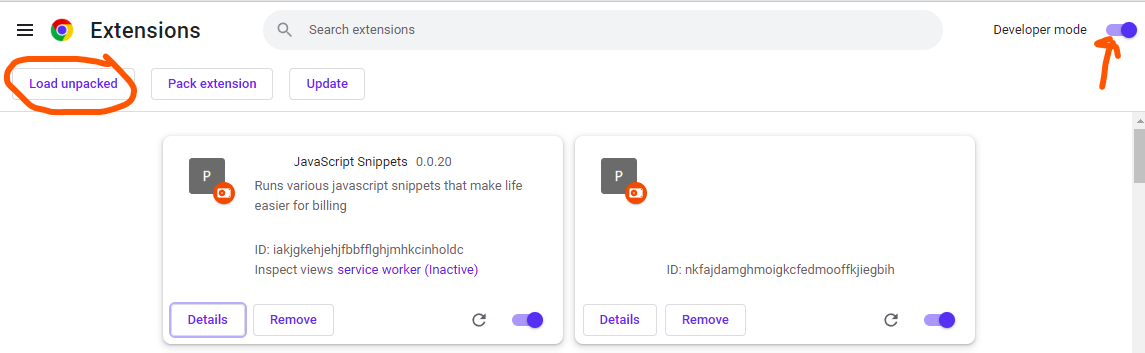 Extensions
Search extensions
Developer mode
Load unpacked
Pack extension
Update
P
JavaScript Snippets 0.0.20
Runs various javascript snippets that make life
easier for billing
ID: iakjgkehjehjfbbfflghjmhkcinholdc
Inspect views service worker (Inactive)
Details
Remove
P
ID: nkfajdamghmoigkcfedmooffkjiegbih
Details
Remove